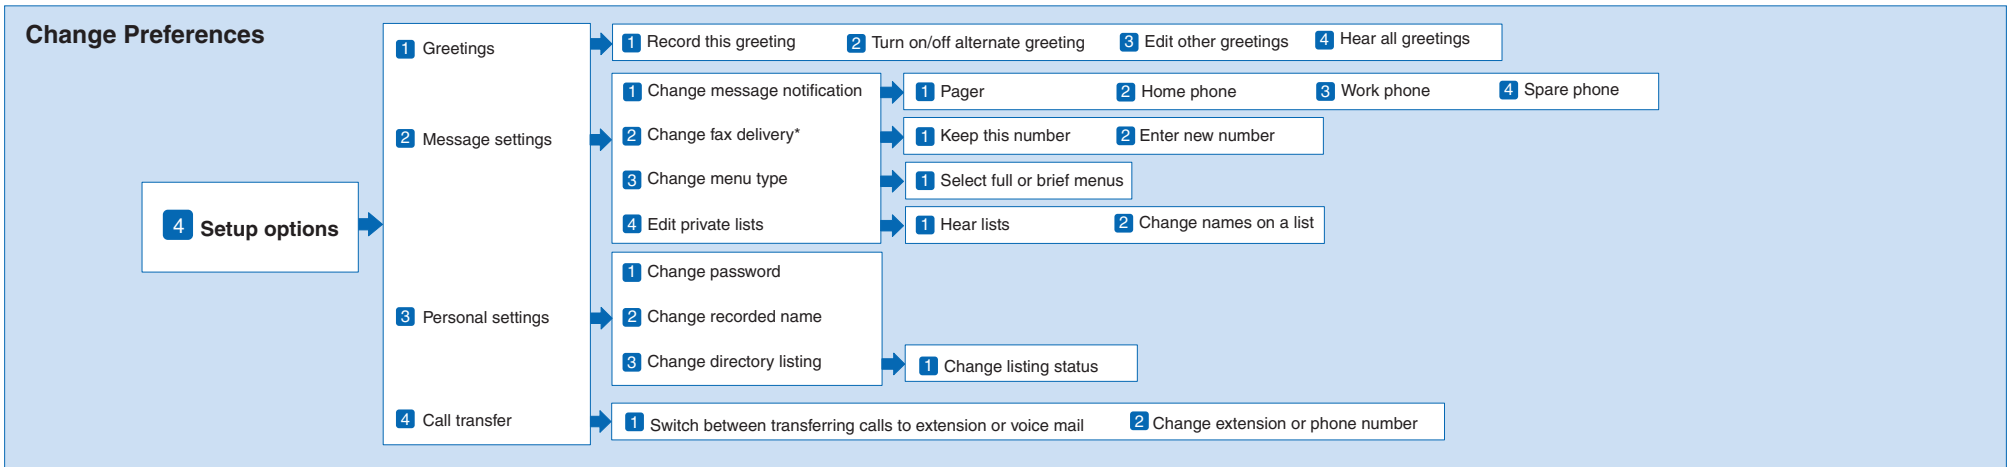 Change Preferences
1 Greetings
1 Record this greeting 2 Turn on/off alternate greeting 3 Edit other greetings 4 Hear all greetings
1 Change message notification 1 Pager 2 Home phone 3 Work phone 4 Spare phone
2 Message settings 2 Change fax delivery* 1 Keep this number 2 Enter new number
3 Change menu type 1 Select full or brief menus
4 Setup options
4 Edit private lists 1 Hear lists 2 Change names on a list
1 Change password
3 Personal settings 2 Change recorded name
3 Change directory listing 1 Change listing status
4 Call transfer 1 Switch between transferring calls to extension or voice mail 2 Change extension or phone number